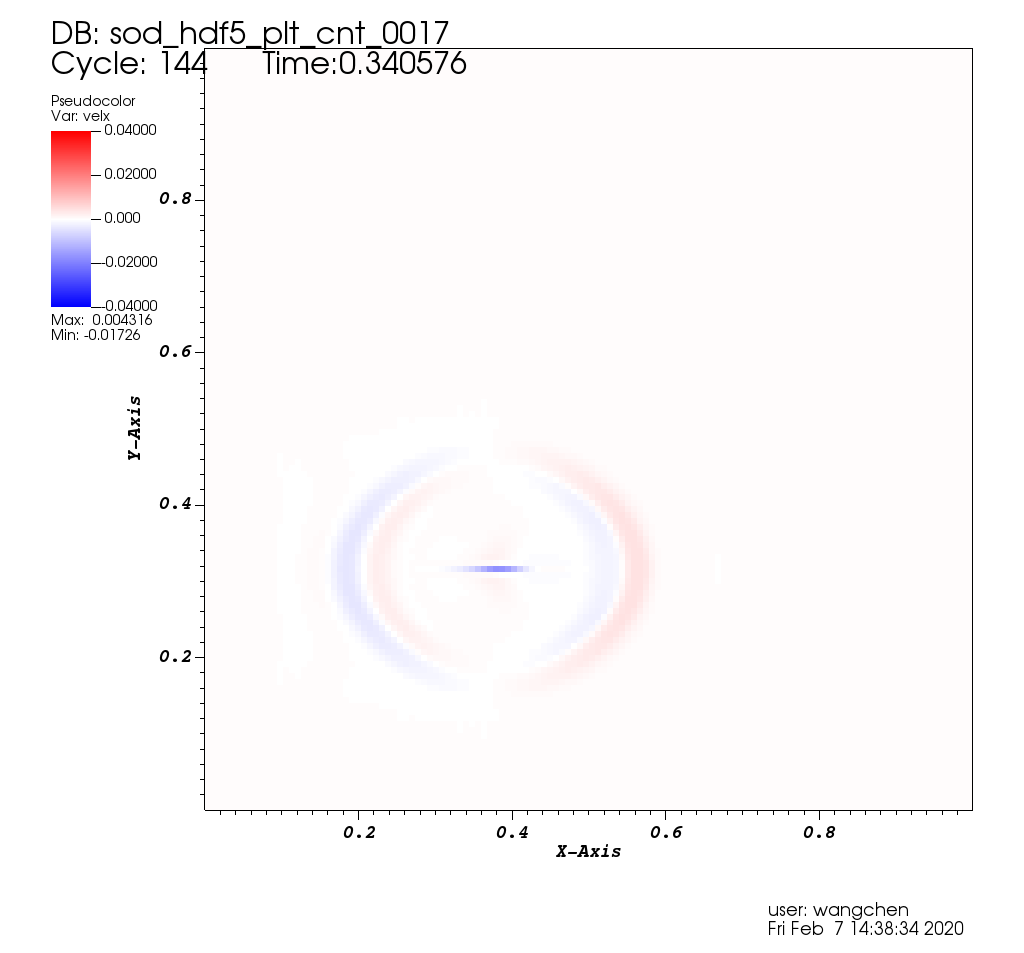 DB: sod_hdf5_plt_cnt_0017
Cycle: 144 Time:0.340576
Pseudocolor
Var: velx
0.04000
0.02000
0.000
-0.02000
-0.04000
Max: 0.004316
Min: -0.01726
0.8
0.6
0.4
0.2
Y-Axis
0.2 0.4 0.6 0.8
X-Axis
user: wangchen
Fri Feb 7 14:38:34 2020